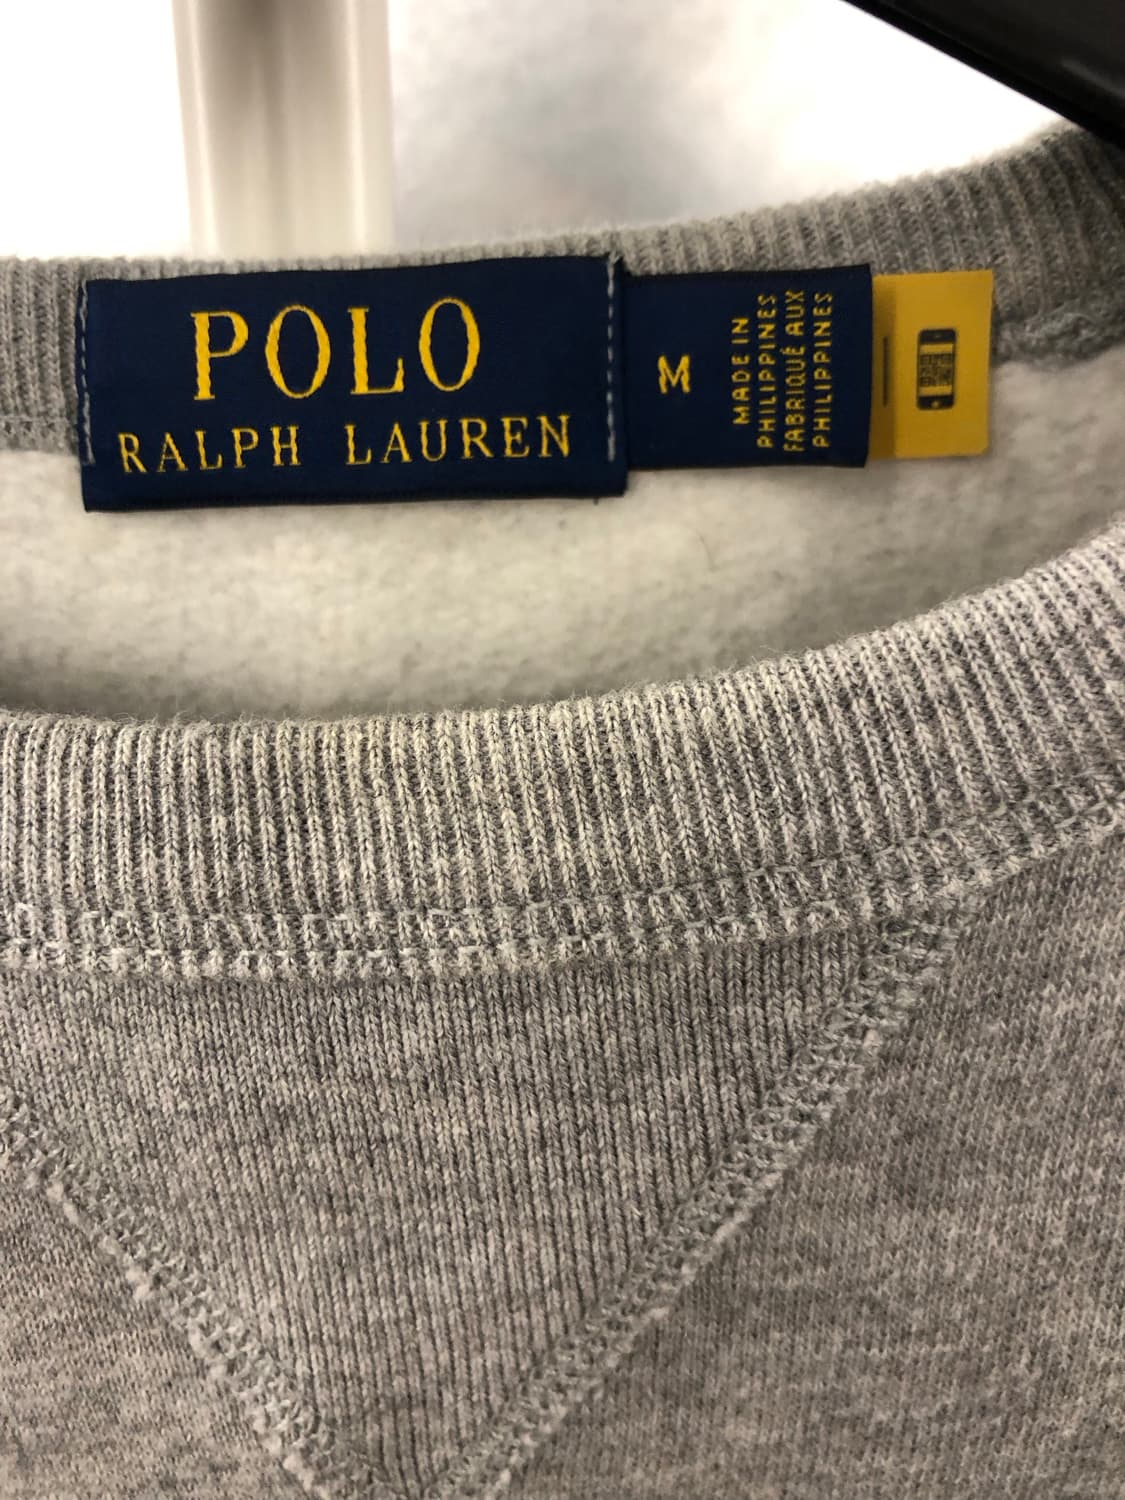 POLO
RALPH LAUREN
M
MADE IN
PHILIPPINES
FABRIQUÉ AUX
PHILIPPINES